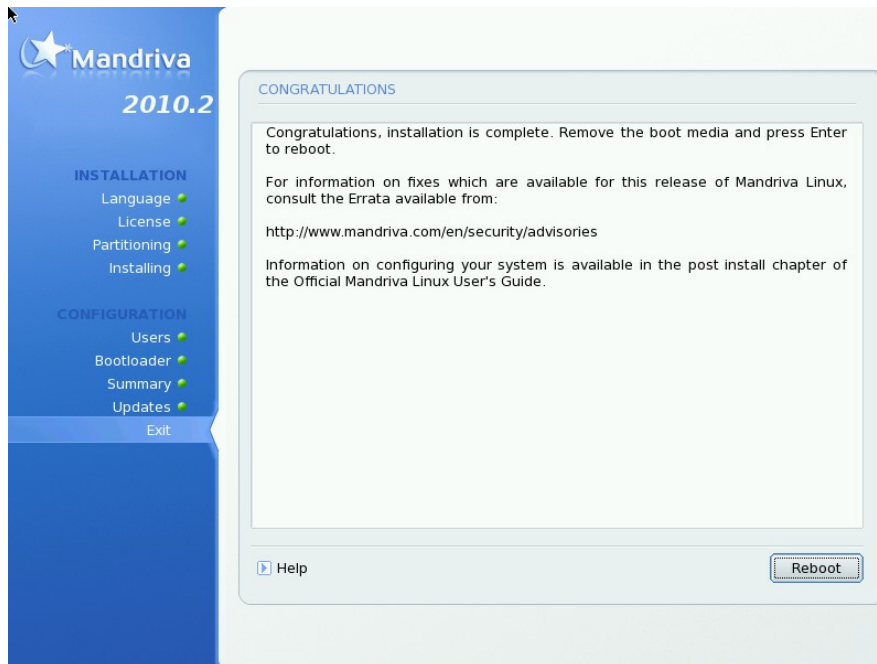 Mandriva
2010.2
INSTALLATION
Language
License
Partitioning
Installing
CONFIGURATION
Users
Bootloader
Summary
Updates
Exit
CONGRATULATIONS
Congratulations, installation is complete. Remove the boot media and press Enter
to reboot.
For information on fixes which are available for this release of Mandriva Linux,
consult the Errata available from:
http://www.mandriva.com/en/security/advisories
Information on configuring your system is available in the post install chapter of
the Official Mandriva Linux User's Guide.
Help
Reboot